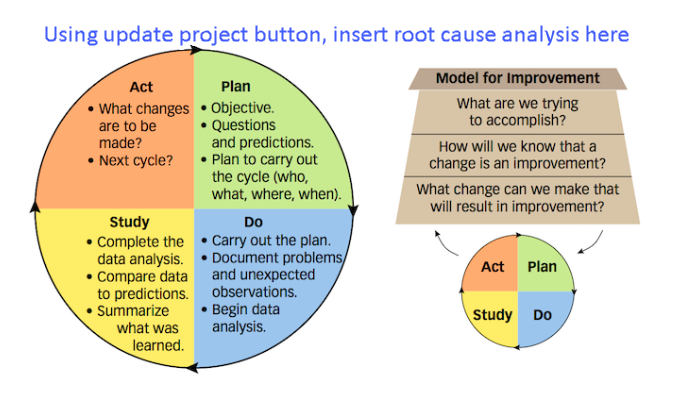 Using update project button, insert root cause analysis here
Act
• What changes
are to be
made?
• Next cycle?
Plan
• Objective.
• Questions
and predictions.
• Plan to carry out
the cycle (who,
what, where, when).
Study
• Complete the
data analysis.
• Compare data
to predictions.
• Summarize
what was
learned.
Do
• Carry out the plan.
• Document problems
and unexpected
observations.
• Begin data
analysis.
Model for Improvement
What are we trying
to accomplish?
How will we know that a
change is an improvement?
What change can we make that
will result in improvement?
Act
Plan
Study
Do